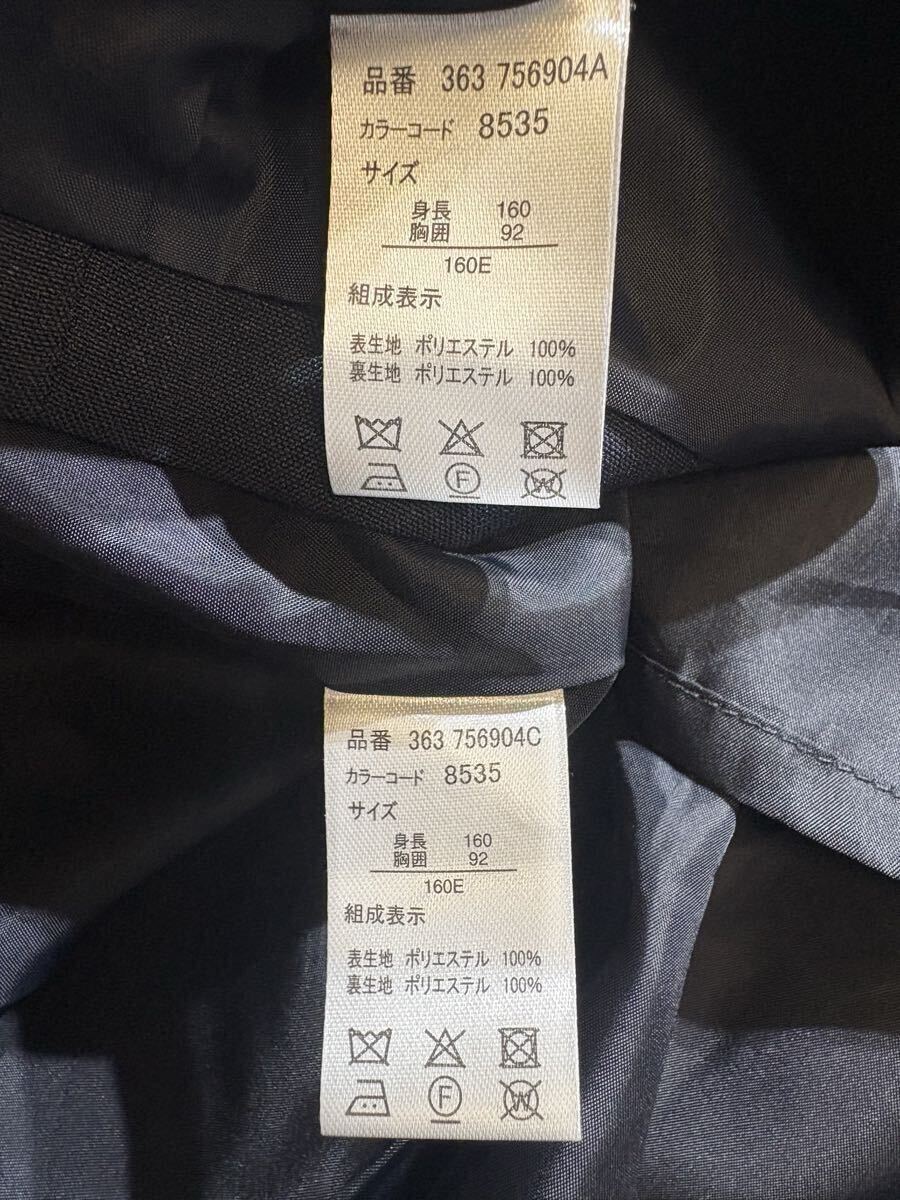 品番 363 756904A
カラーコード 8535
サイズ
身長 160
胸囲 92
160E
組成表示
表生地 ポリエステル 100%
裏生地 ポリエステル 100%
F W
品番 363 756904C
カラーコード 8535
サイズ
身長 160
胸囲 92
160E
組成表示
表生地 ポリエステル 100%
裏生地 ポリエステル 100%
F W